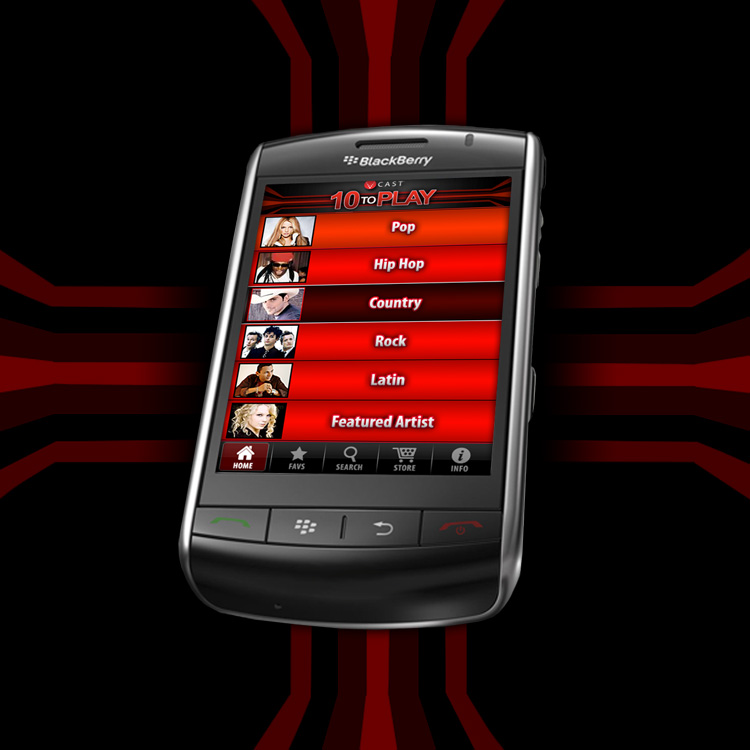 BlackBerry
V CAST
10 TO PLAY
Pop
Hip Hop
Country
Rock
Latin
Featured Artist
HOME FAVS SEARCH STORE INFO